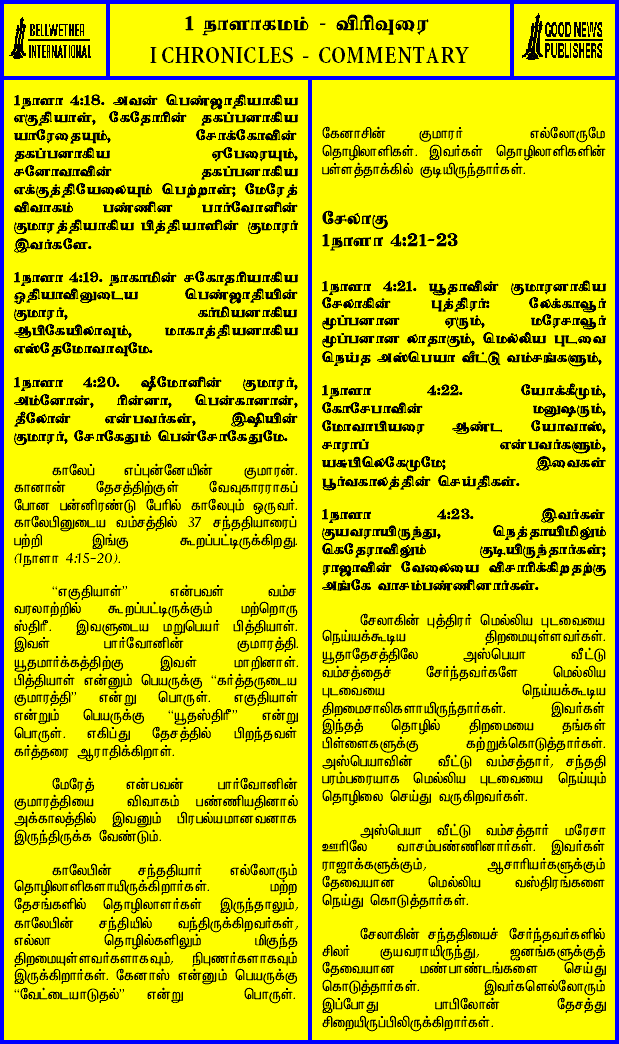 BELLWETHER
INTERNATIONAL
1 நாளாகமம் - விரிவுரை
I CHRONICLES - COMMENTARY
GOOD NEWS
PUBLISHERS
1நாளா 4:18. அவன் பெண்ஜாதியாகிய
எகுதியாள், கேதோரின் தகப்பனாகிய
யாரேதையும், சோக்கோவின்
தகப்பனாகிய ஏபேரையும்,
சனோவாவின் தகப்பனாகிய
எக்குத்தியேலையும் பெற்றாள்; மேரேத்
விவாகம் பண்ணின பார்வோனின்
குமாரத்தியாகிய பித்தியாளின் குமாரர்
இவர்களே.
1நாளா 4:19. நாகாமின் சகோதரியாகிய
ஒதியாவினுடைய பெண்ஜாதியின்
குமாரர், கர்மியனாகிய
ஆபிகேயிலாவும், மாகாத்தியனாகிய
எஸ்தேமோவாவுமே.
1நாளா 4:20. ஷீமோனின் குமாரர்,
அம்னோன், ரின்னா, பென்கானான்,
தீலோன் என்பவர்கள், இஷியின்
குமாரர், சோகேதும் பென்சோகேதுமே.
காலேப் எப்புன்னேயின் குமாரன்.
கானான் தேசத்திற்குள் வேவுகாரராகப்
போன பன்னிரண்டு பேரில் காலேபும் ஒருவர்.
காலேபினுடைய வம்சத்தில் 37 சந்ததியாரைப்
பற்றி இங்கு கூறப்பட்டிருக்கிறது.
(1நாளா 4:15-20).
“எகுதியாள்” என்பவள் வம்ச
வரலாற்றில் கூறப்பட்டிருக்கும் மற்றொரு
ஸ்திரீ. இவளுடைய மறுபெயர் பித்தியாள்.
இவள் பார்வோனின் குமாரத்தி.
யூதமார்க்கத்திற்கு இவள் மாறினாள்.
பித்தியாள் என்னும் பெயருக்கு “கர்த்தருடைய
குமாரத்தி” என்று பொருள். எகுதியாள்
என்னும் பெயருக்கு “யூதஸ்திரீ” என்று
பொருள். எகிப்து தேசத்தில் பிறந்தவள்
கர்த்தரை ஆராதிக்கிறாள்.
மேரேத் என்பவன் பார்வோனின்
குமாரத்தியை விவாகம் பண்ணியதினால்
அக்காலத்தில் இவனும் பிரபல்யமானவனாக
இருந்திருக்க வேண்டும்.
காலேபின் சந்ததியார் எல்லோரும்
தொழிலாளிகளாயிருக்கிறார்கள். மற்ற
தேசங்களில் தொழிலாளர்கள் இருந்தாலும்,
காலேபின் சந்தியில் வந்திருக்கிறவர்கள்,
எல்லா தொழில்களிலும் மிகுந்த
திறமையுள்ளவர்களாகவும், நிபுணர்களாகவும்
இருக்கிறார்கள். கேனாஸ் என்னும் பெயருக்கு
“வேட்டையாடுதல்” என்று பொருள்.
கேனாசின் குமாரர் எல்லோருமே
தொழிலாளிகள். இவர்கள் தொழிலாளிகளின்
பள்ளத்தாக்கில் குடியிருந்தார்கள்.
சேலாகு
1நாளா 4:21-23
1நாளா 4:21. யூதாவின் குமாரனாகிய
சேலாகின் புத்திரர்: லேக்காவூர்
மூப்பனான ஏரும், மரேசாவூர்
மூப்பனான லாதாகும், மெல்லிய புடவை
நெய்த அஸ்பெயா வீட்டு வம்சங்களும்,
1நாளா 4:22. யோக்கீமும்,
கோசேபாவின் மனுஷரும்,
மோவாபியரை ஆண்ட யோவாஸ்,
சாராப் என்பவர்களும்,
யசுபிலெகேமுமே; இவைகள்
பூர்வகாலத்தின் செய்திகள்.
1நாளா 4:23. இவர்கள்
குயவராயிருந்து, நெத்தாயிமிலும்
கெதேராவிலும் குடியிருந்தார்கள்;
ராஜாவின் வேலையை விசாரிக்கிறதற்கு
அங்கே வாசம்பண்ணினார்கள்.
சேலாகின் புத்திரர் மெல்லிய புடவையை
நெய்யக்கூடிய திறமையுள்ளவர்கள்.
யூதாதேசத்திலே அஸ்பெயா வீட்டு
வம்சத்தைச் சேர்ந்தவர்களே மெல்லிய
புடவையை நெய்யக்கூடிய
திறமைசாலிகளாயிருந்தார்கள். இவர்கள்
இந்தத் தொழில் திறமையை தங்கள்
பிள்ளைகளுக்கு கற்றுக்கொடுத்தார்கள்.
அஸ்பெயாவின் வீட்டு வம்சத்தார், சந்ததி
பரம்பரையாக மெல்லிய புடவையை நெய்யும்
தொழிலை செய்து வருகிறவர்கள்.
அஸ்பெயா வீட்டு வம்சத்தார் மரேசா
ஊரிலே வாசம்பண்ணினார்கள். இவர்கள்
ராஜாக்களுக்கும், ஆசாரியர்களுக்கும்
தேவையான மெல்லிய வஸ்திரங்களை
நெய்து கொடுத்தார்கள்.
சேலாகின் சந்ததியைச் சேர்ந்தவர்களில்
சிலர் குயவராயிருந்து, ஜனங்களுக்குத்
தேவையான மண்பாண்டங்களை செய்து
கொடுத்தார்கள். இவர்களெல்லோரும்
இப்போது பாபிலோன் தேசத்து
சிறையிருப்பிலிருக்கிறார்கள்.